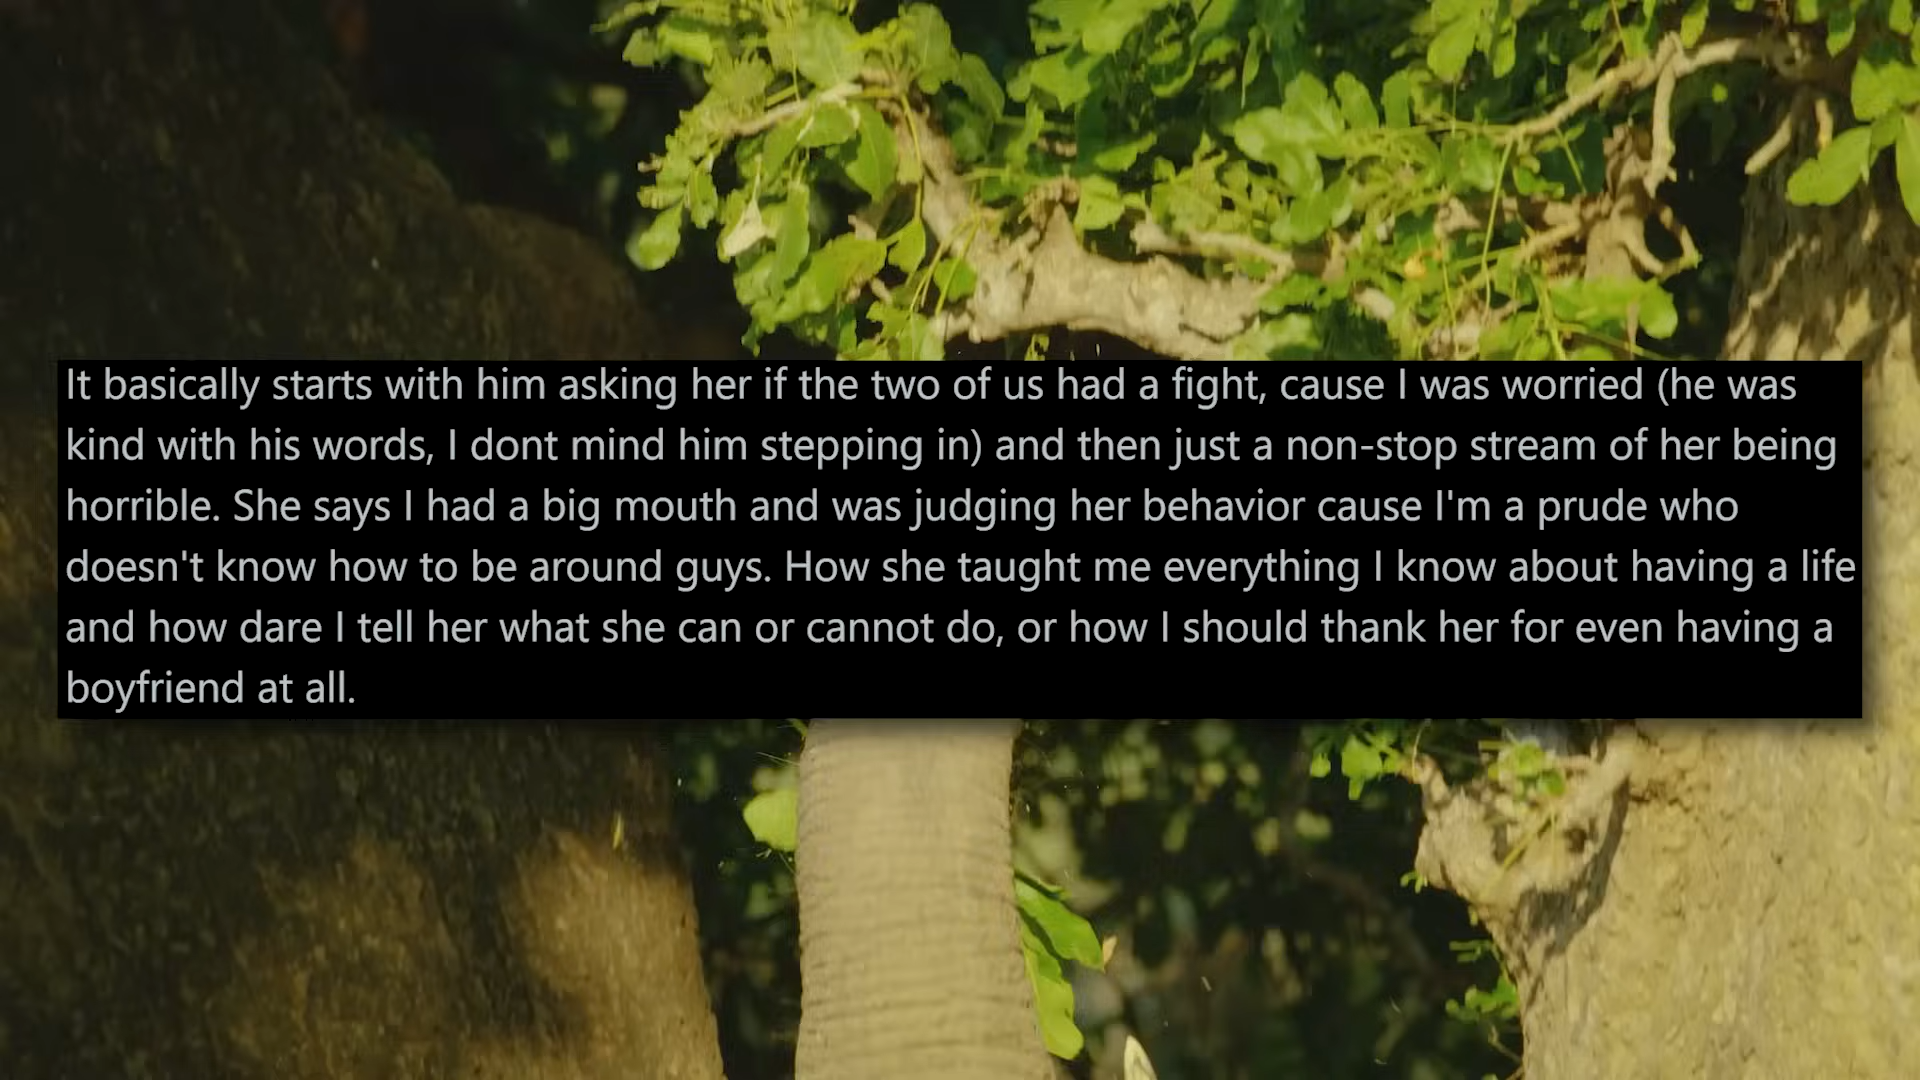 It basically starts with him asking her if the two of us had a fight, cause I was worried (he was
kind with his words, I dont mind him stepping in) and then just a non-stop stream of her being
horrible. She says I had a big mouth and was judging her behavior cause I'm a prude who
doesn't know how to be around guys. How she taught me everything I know about having a life
and how dare I tell her what she can or cannot do, or how I should thank her for even having a
boyfriend at all.